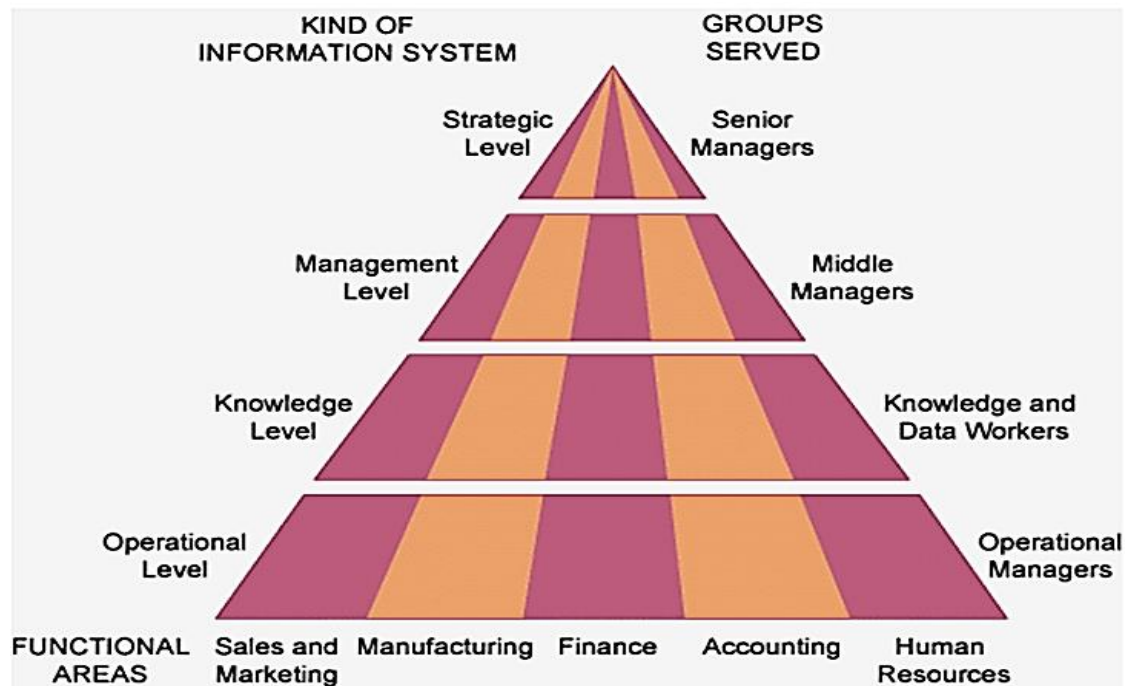 KIND OF
INFORMATION SYSTEM
GROUPS
SERVED
Strategic
Level
Senior
Managers
Management
Level
Middle
Managers
Knowledge
Level
Knowledge and
Data Workers
Operational
Level
Operational
Managers
FUNCTIONAL
AREAS
Sales and
Marketing
Manufacturing
Finance
Accounting
Human
Resources